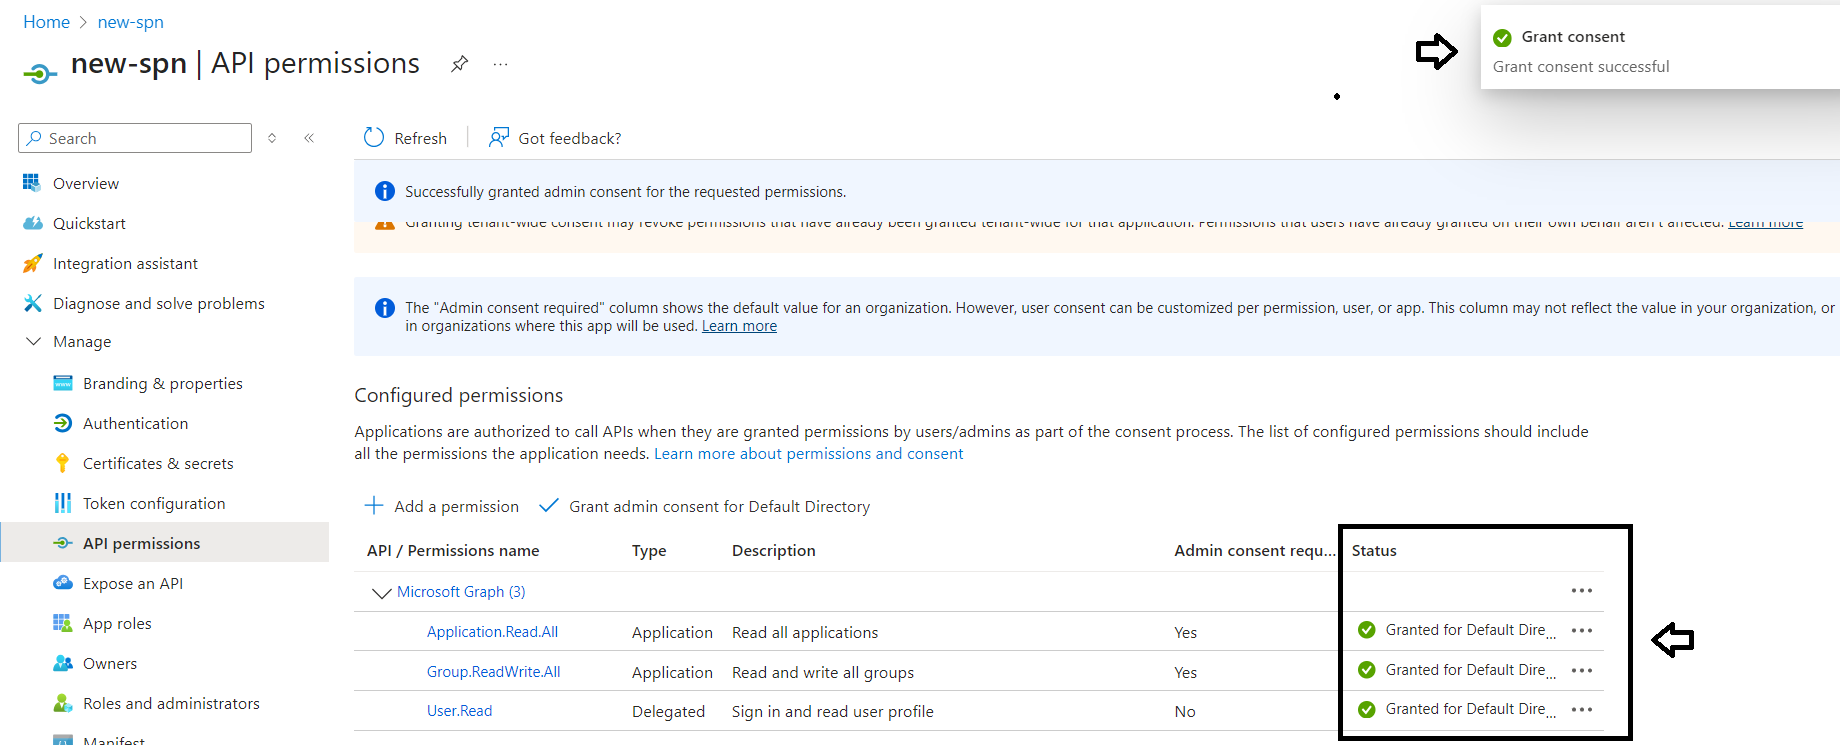 Home > new-spn
new-spn | API permissions
...
Grant consent
Grant consent successful
Search
Refresh
Got feedback?
Overview
Quickstart
Integration assistant
Diagnose and solve problems
Manage
Branding & properties
Authentication
Certificates & secrets
Token configuration
API permissions
Expose an API
App roles
Owners
Roles and administrators
Manifest
Successfully granted admin consent for the requested permissions.
Granting tenant-wide consent may revoke permissions that have already been granted tenant-wide for that application. Permissions that users have already granted on their own behalf aren't affected. Learn more
The "Admin consent required" column shows the default value for an organization. However, user consent can be customized per permission, user, or app. This column may not reflect the value in your organization, or
in organizations where this app will be used. Learn more
Configured permissions
Applications are authorized to call APIs when they are granted permissions by users/admins as part of the consent process. The list of configured permissions should include
all the permissions the application needs. Learn more about permissions and consent
Add a permission
Grant admin consent for Default Directory
API / Permissions name Type Description Admin consent requ... Status
Microsoft Graph (3)
Application.Read.All Application Read all applications Yes Granted for Default Dire...
Group.ReadWrite.All Application Read and write all groups Yes Granted for Default Dire...
User.Read Delegated Sign in and read user profile No Granted for Default Dire...